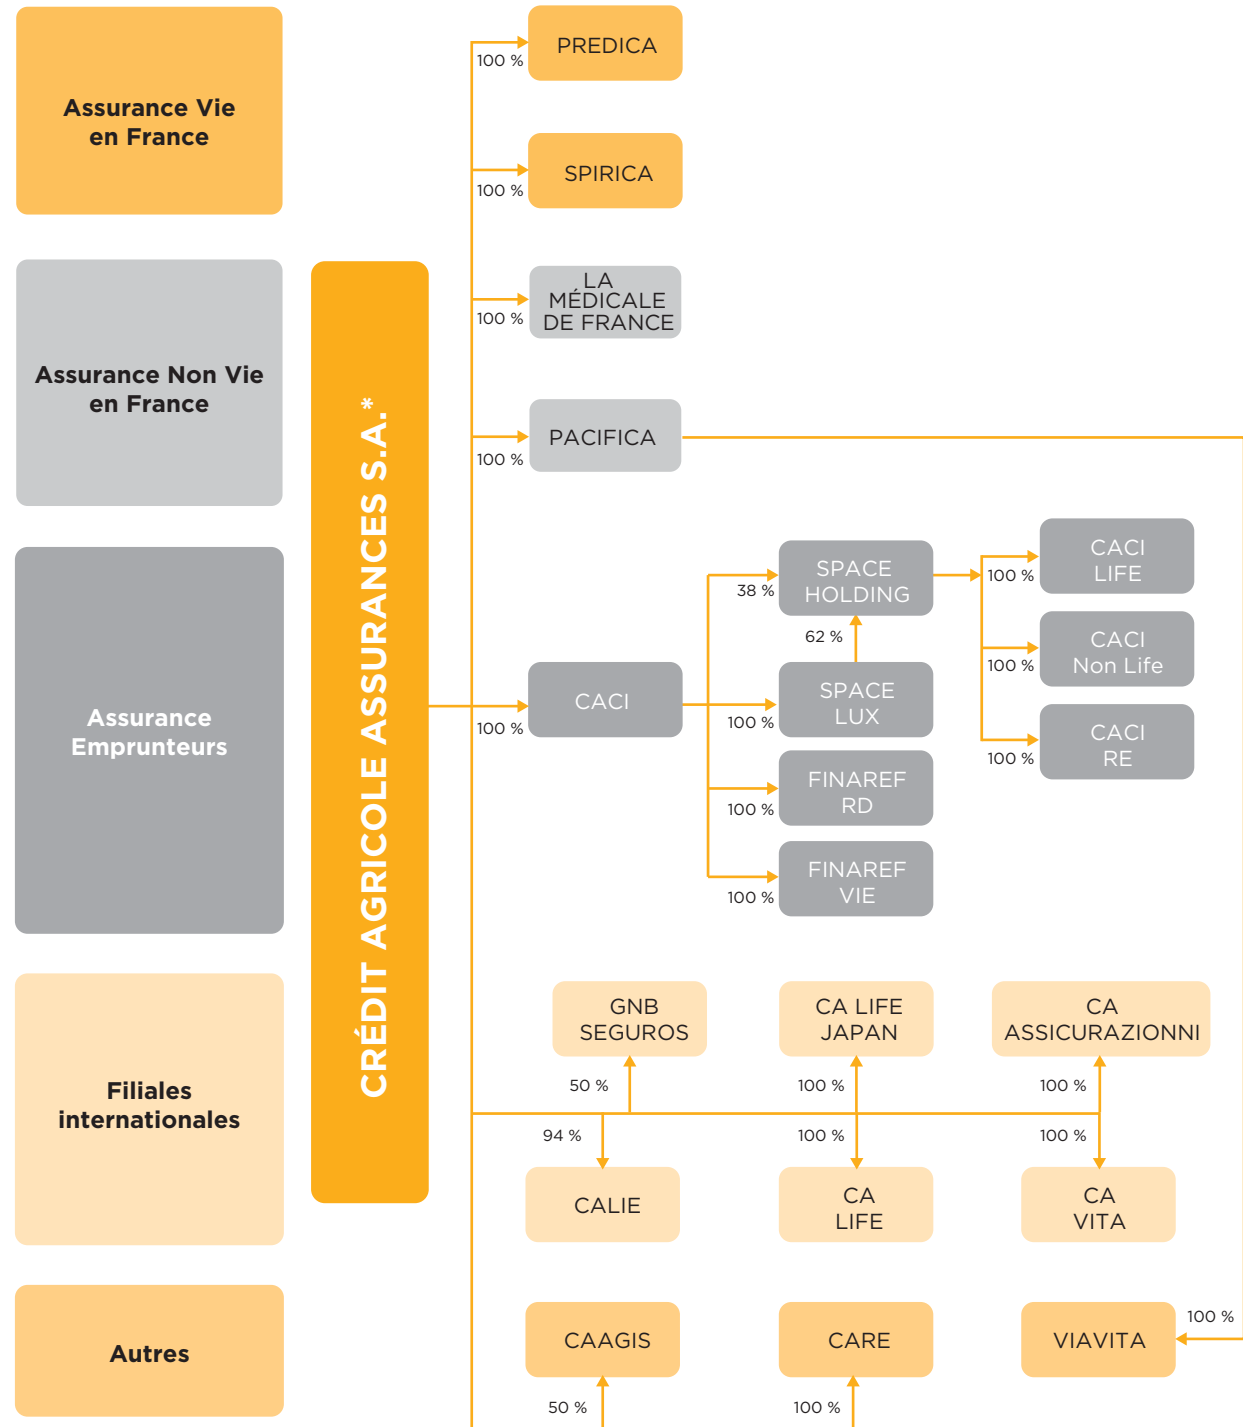 Assurance Vie
en France
PREDICA
100 %
SPIRICA
100 %
Assurance Non Vie
en France
LA
MÉDICALE
DE FRANCE
100 %
PACIFICA
100 %
CRÉDIT AGRICOLE ASSURANCES S.A.*
Assurance
Emprunteurs
CACI
100 %
SPACE
HOLDING
38 %
62 %
SPACE
LUX
100 %
FINAREF
RD
100 %
FINAREF
VIE
100 %
CACI
LIFE
100 %
CACI
Non Life
100 %
CACI
RE
100 %
Filiales
internationales
GNB
SEGUROS
50 %
CA LIFE
JAPAN
100 %
CA
ASSICURAZIONNI
100 %
94 %
CALIE
100 %
CA
LIFE
100 %
CA
VITA
Autres
CAAGIS
50 %
CARE
100 %
VIAVITA
100 %